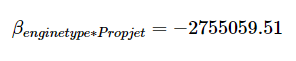 β_{enginetype*Propjet} = −2755059.51